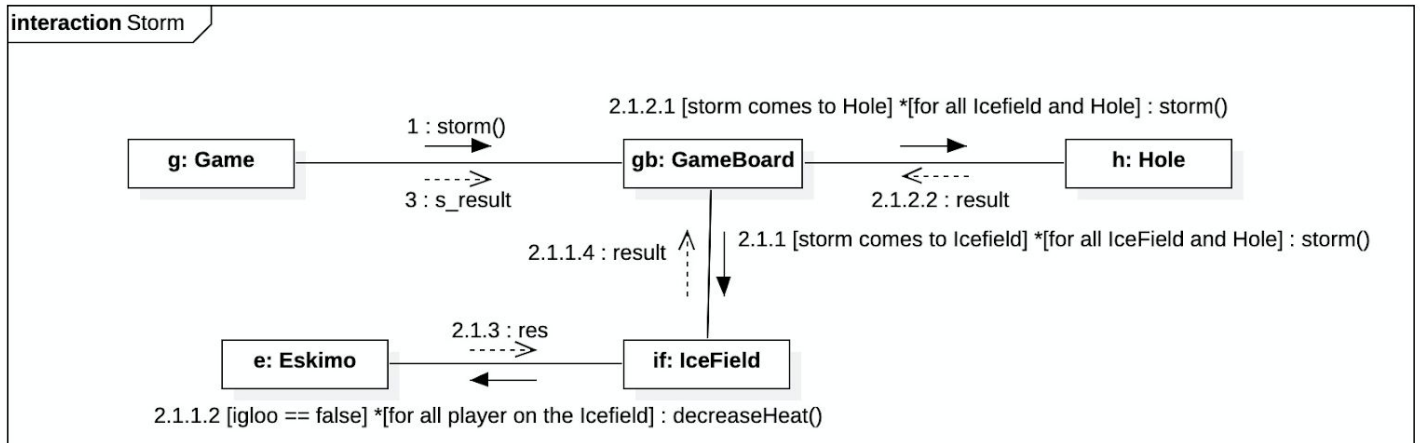 interaction Storm
2.1.2.1 [storm comes to Hole] *[for all Icefield and Hole] : storm()
1 : storm()
g: Game
gb: GameBoard
h: Hole
3 : s_result
2.1.2.2 : result
2.1.1 [storm comes to Icefield] *[for all IceField and Hole] : storm()
2.1.1.4 : result
2.1.3 : res
e: Eskimo
if: IceField
2.1.1.2 [igloo == false] *[for all player on the Icefield] : decreaseHeat()